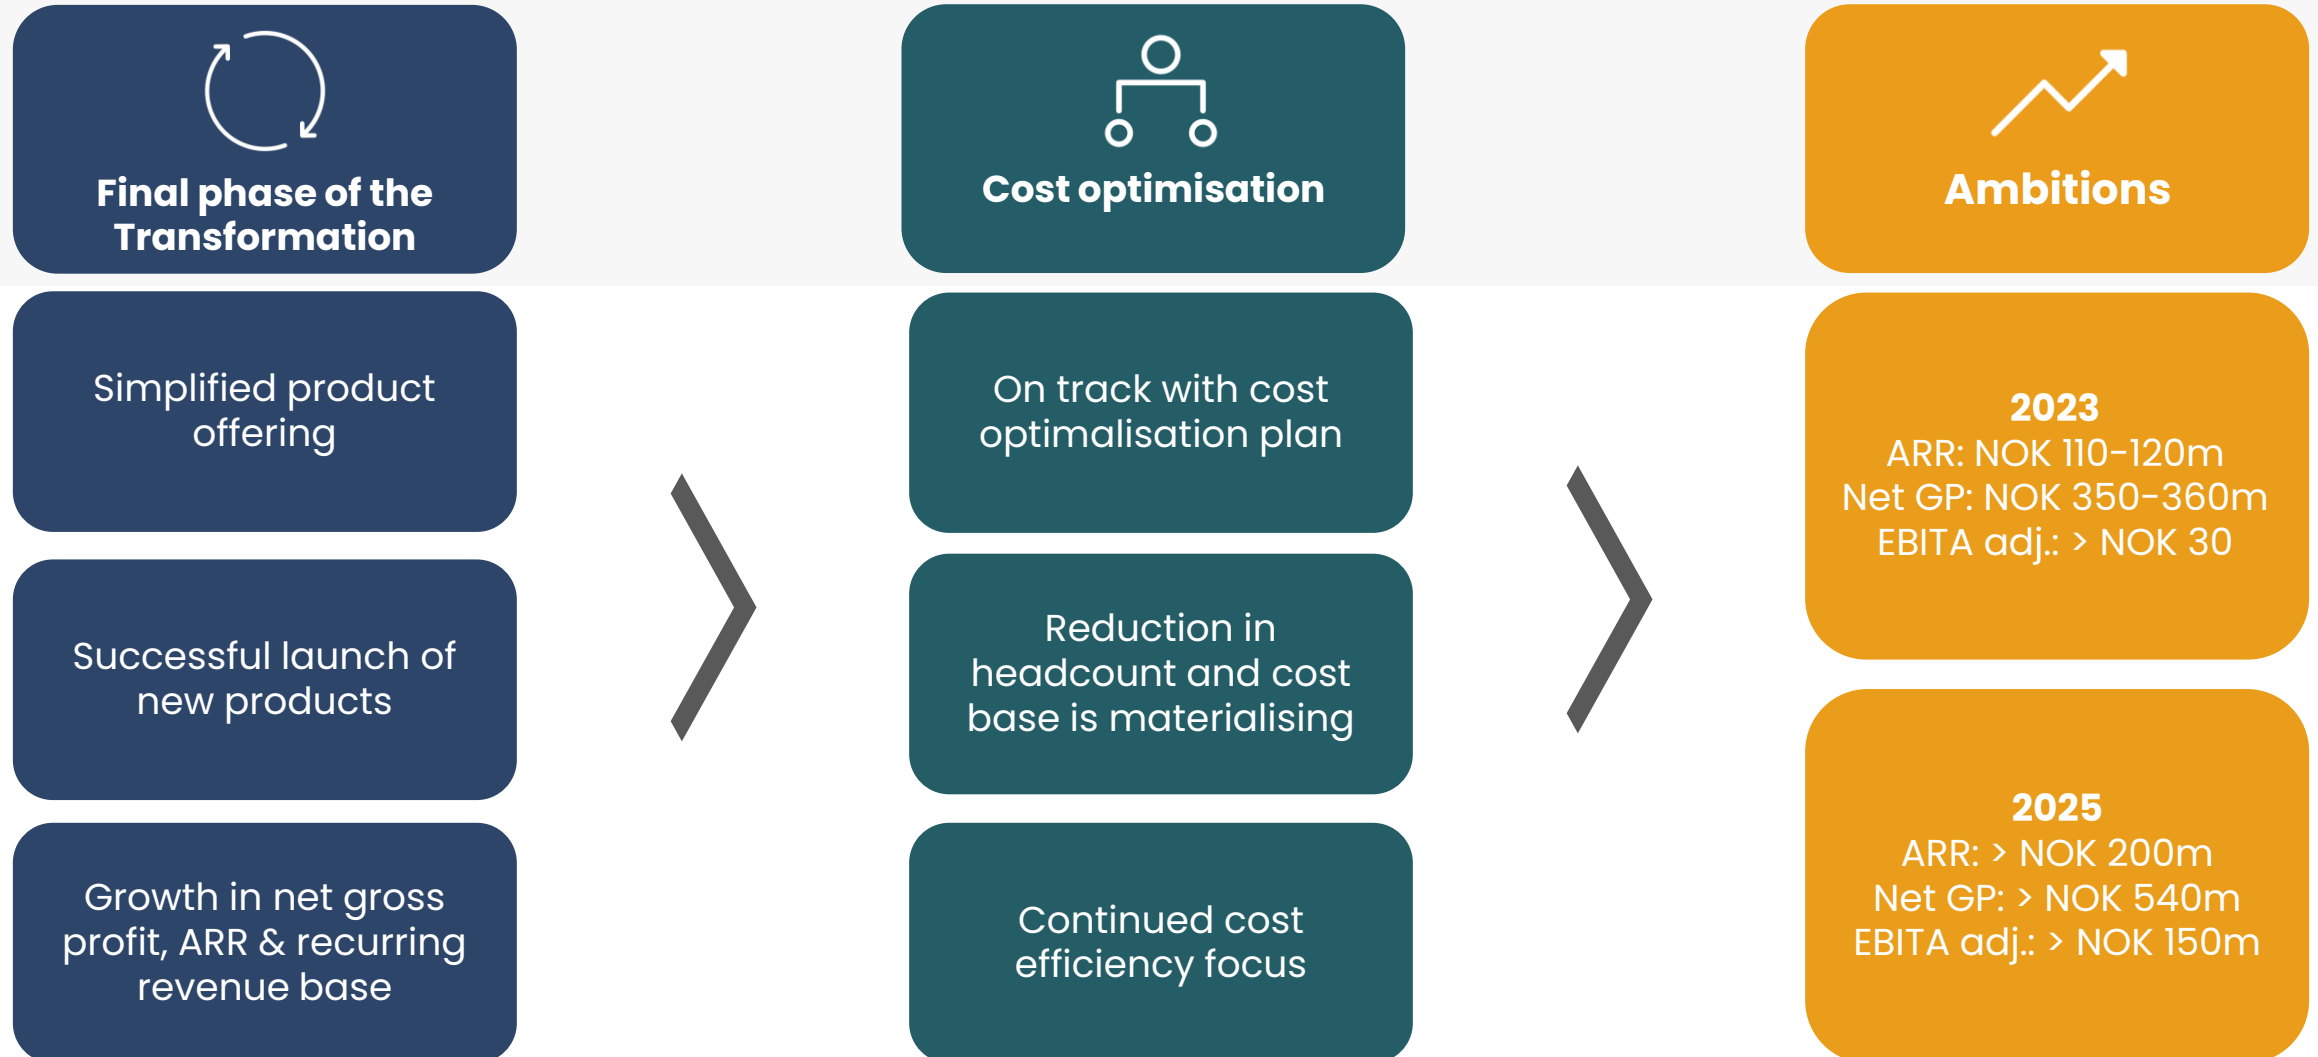 Final phase of the
Transformation
Simplified product
offering
Successful launch of
new products
Growth in net gross
profit, ARR & recurring
revenue base
Cost optimisation
On track with cost
optimalisation plan
Reduction in
headcount and cost
base is materialising
Continued cost
efficiency focus
Ambitions
2023
ARR: NOK 110-120m
Net GP: NOK 350-360m
EBITA adj.: > NOK 30
2025
ARR: > NOK 200m
Net GP: > NOK 540m
EBITA adj.: > NOK 150m